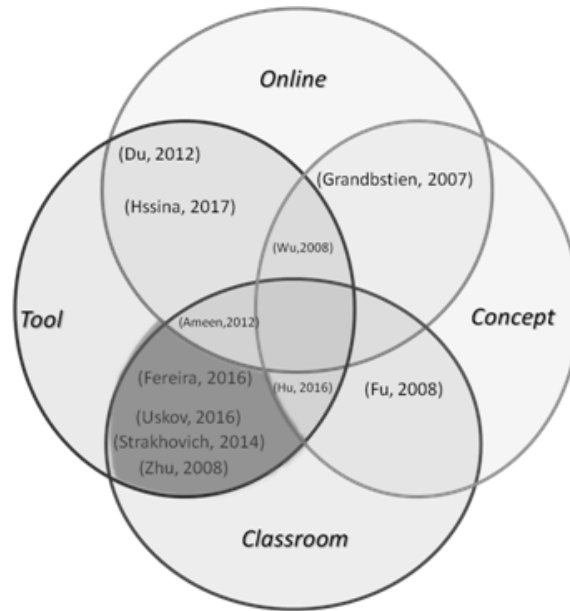 Online
(Du, 2012)
(Grandbstien, 2007)
(Hssina, 2017)
(Wu,2008)
Tool
(Ameen,2012)
Concept
(Fereira, 2016)
(Hu, 2016)
(Fu, 2008)
(Uskov, 2016)
(Strakhovich, 2014)
(Zhu, 2008)
Classroom